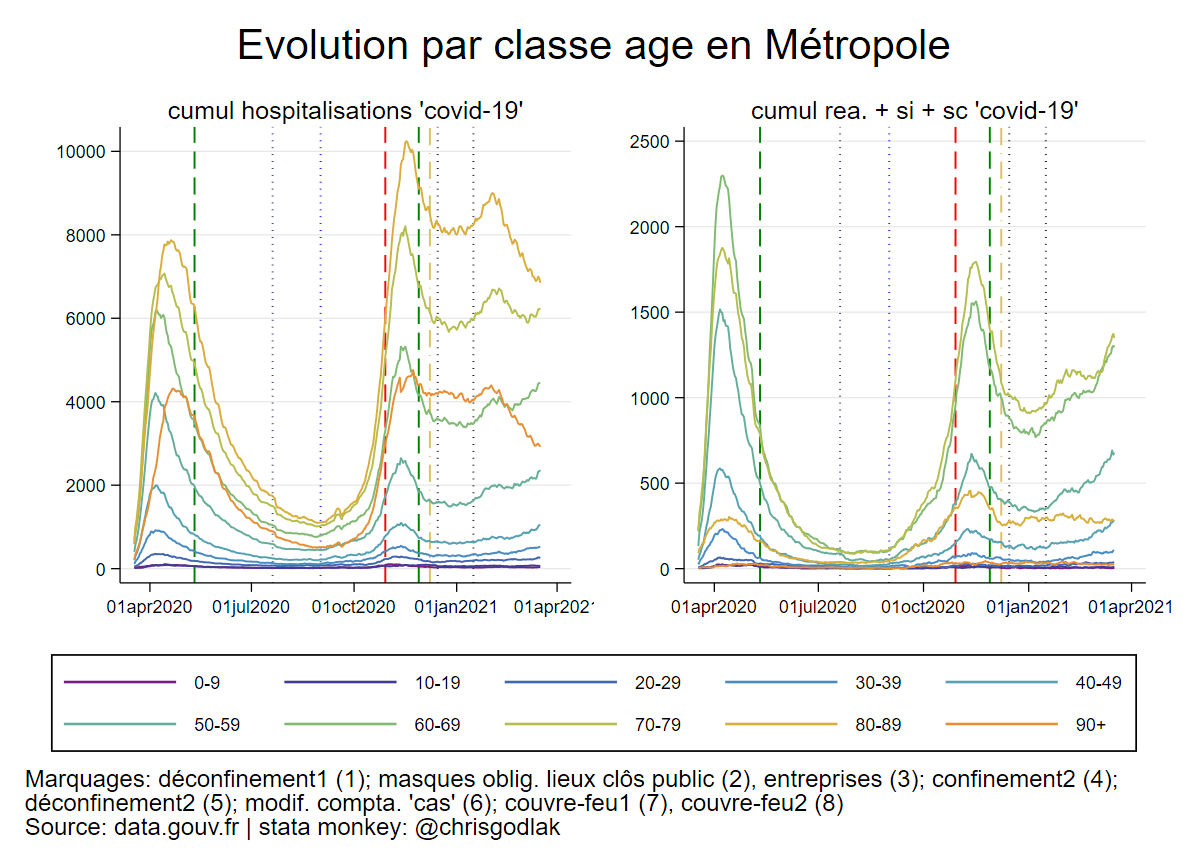 Evolution par classe age en Métropole
cumul hospitalisations 'covid-19'
10000
8000
6000
4000
2000
0
01apr2020 01jul2020 01oct2020 01jan2021 01apr2021
cumul rea. + si + sc 'covid-19'
2500
2000
1500
1000
500
0
01apr2020 01jul2020 01oct2020 01jan2021 01apr2021
0-9 10-19 20-29 30-39 40-49
50-59 60-69 70-79 80-89 90+
Marquages: déconfinement1 (1); masques oblig. lieux clôs public (2), entreprises (3); confinement2 (4);
déconfinement2 (5); modif. compta. 'cas' (6); couvre-feu1 (7), couvre-feu2 (8)
Source: data.gouv.fr | stata monkey: @chrisgodlak